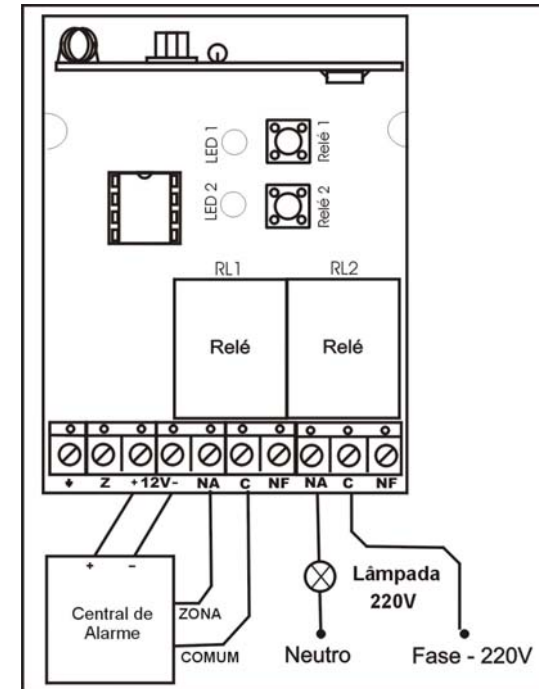 LED 1
Relé 1
LED 2
Relé 2
RL1 RL2
Relé Relé
Z +12V- NA C NF NA C NF
+ -
Central de
Alarme
ZONA
COMUM
Lâmpada
220V
Neutro
Fase - 220V